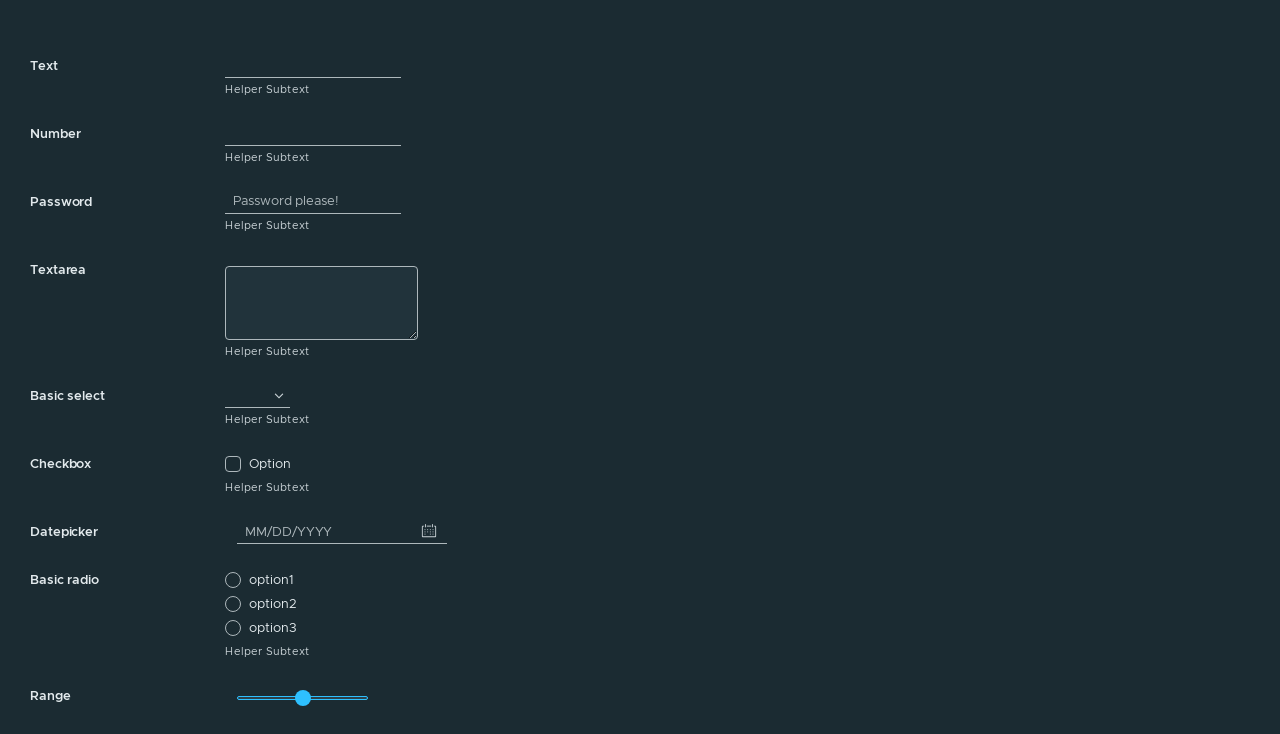 Text
Helper Subtext
Number
Helper Subtext
Password Password please!
Helper Subtext
Textarea
Helper Subtext
Basic select
Helper Subtext
Checkbox Option
Helper Subtext
Datepicker MM/DD/YYYY
Basic radio option1
option2
option3
Helper Subtext
Range